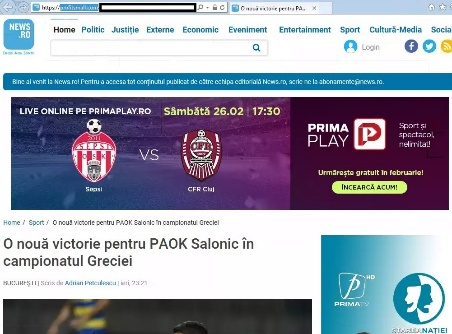 https://
O nouă victorie pentru PA...
NEWS
.RO
Home Politic Justiție Externe Economic Eveniment Entertainment Sport Cultură-Media Social
Login
Bine ai venit la News.ro! Pentru a accesa tot conținutul publicat de către echipa editorială News.ro, scrie-ne la abonamente@news.ro.
LIVE ONLINE PE PRIMAPLAY.RO
Sâmbătă 26.02 | 17:30
2011
SEPSI
VS
Sepsi
CFR Cluj
PRIMA
PLAY
Sport și
spectacol,
nelimitat!
Urmărește gratuit în februarie!
ÎNCEARCĂ ACUM!
Home / Sport / O nouă victorie pentru PAOK Salonic în campionatul Greciei
O nouă victorie pentru PAOK Salonic în
campionatul Greciei
BUCUREȘTI | Scris de Adrian Petculescu | ieri, 23:21
PRIMATV
HD
STAREA NAȚIEI